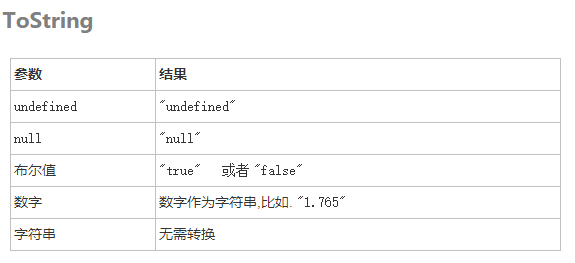 ToString
参数 结果
undefined "undefined"
null "null"
布尔值 "true" 或者 "false"
数字 数字作为字符串,比如. "1.765"
字符串 无需转换